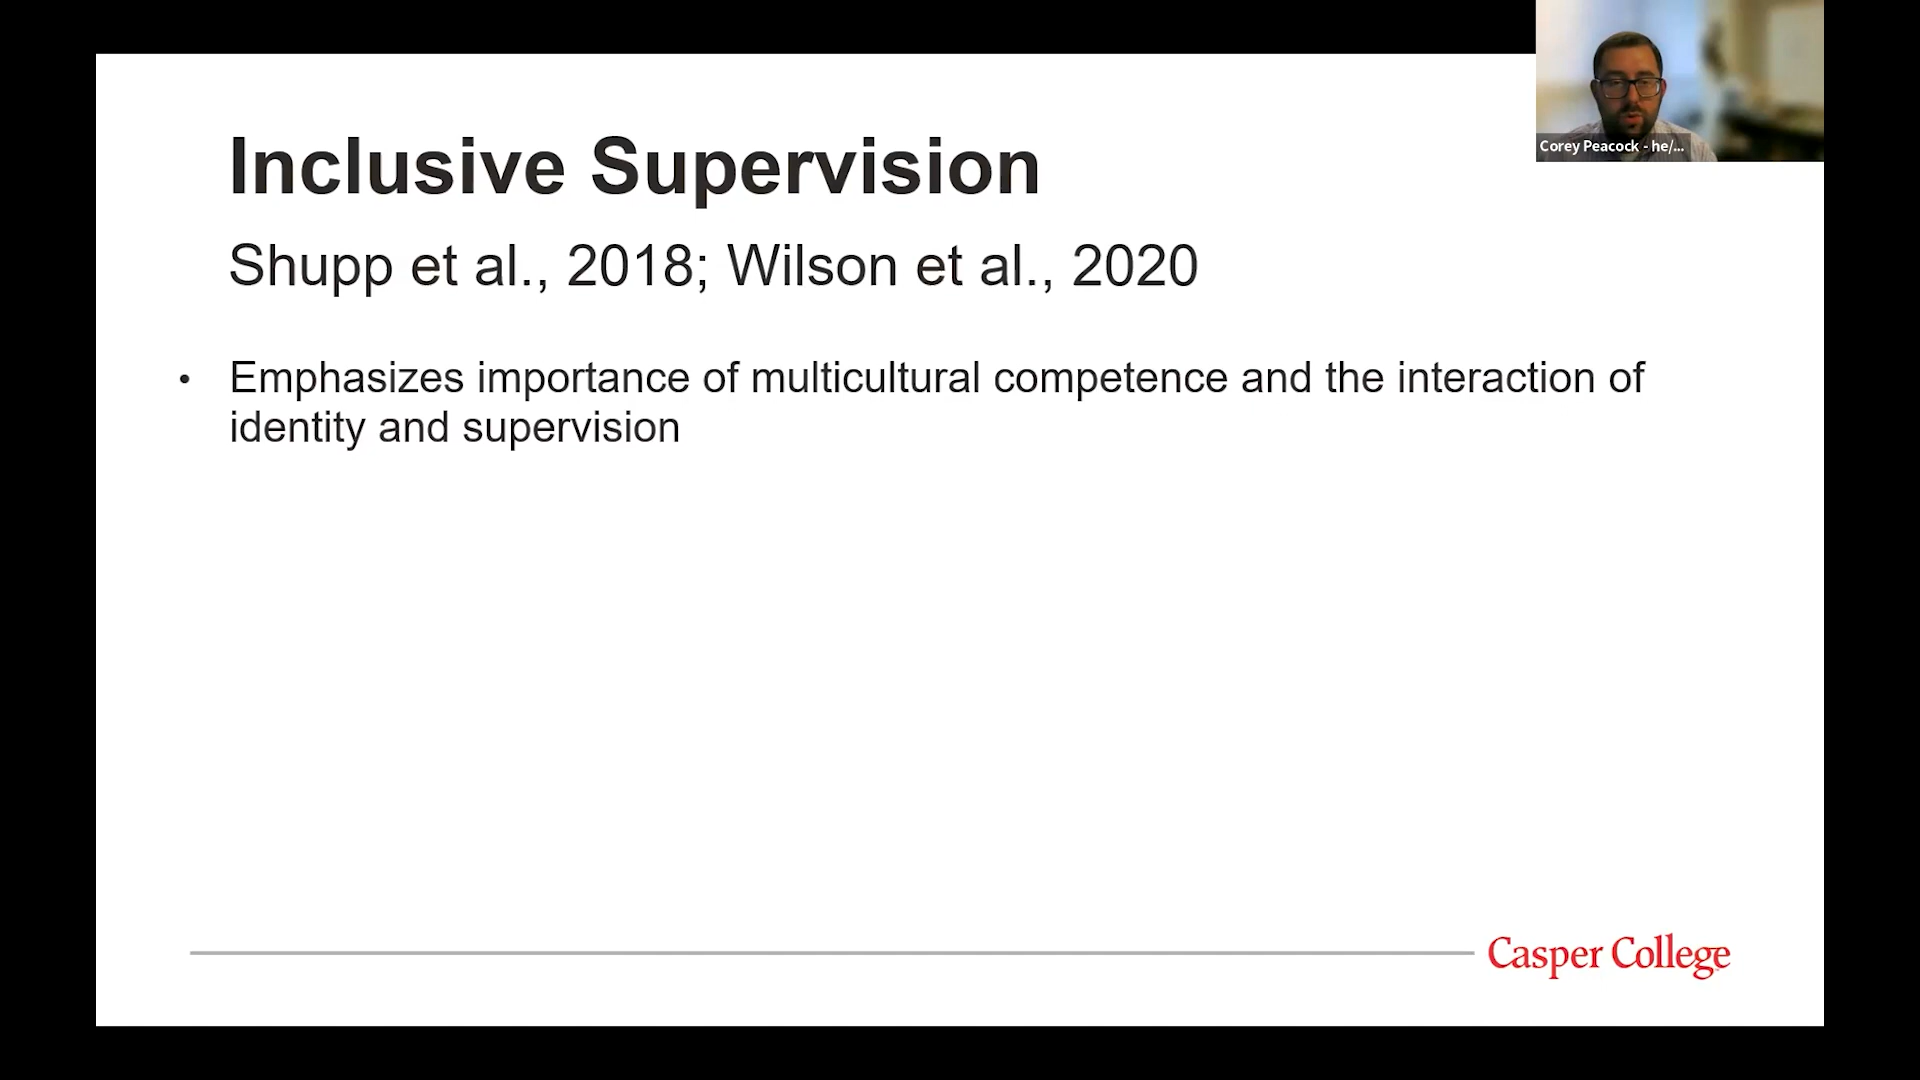 Inclusive Supervision
Shupp et al., 2018; Wilson et al., 2020
• Emphasizes importance of multicultural competence and the interaction of
identity and supervision
Corey Peacock - he/...
Casper College